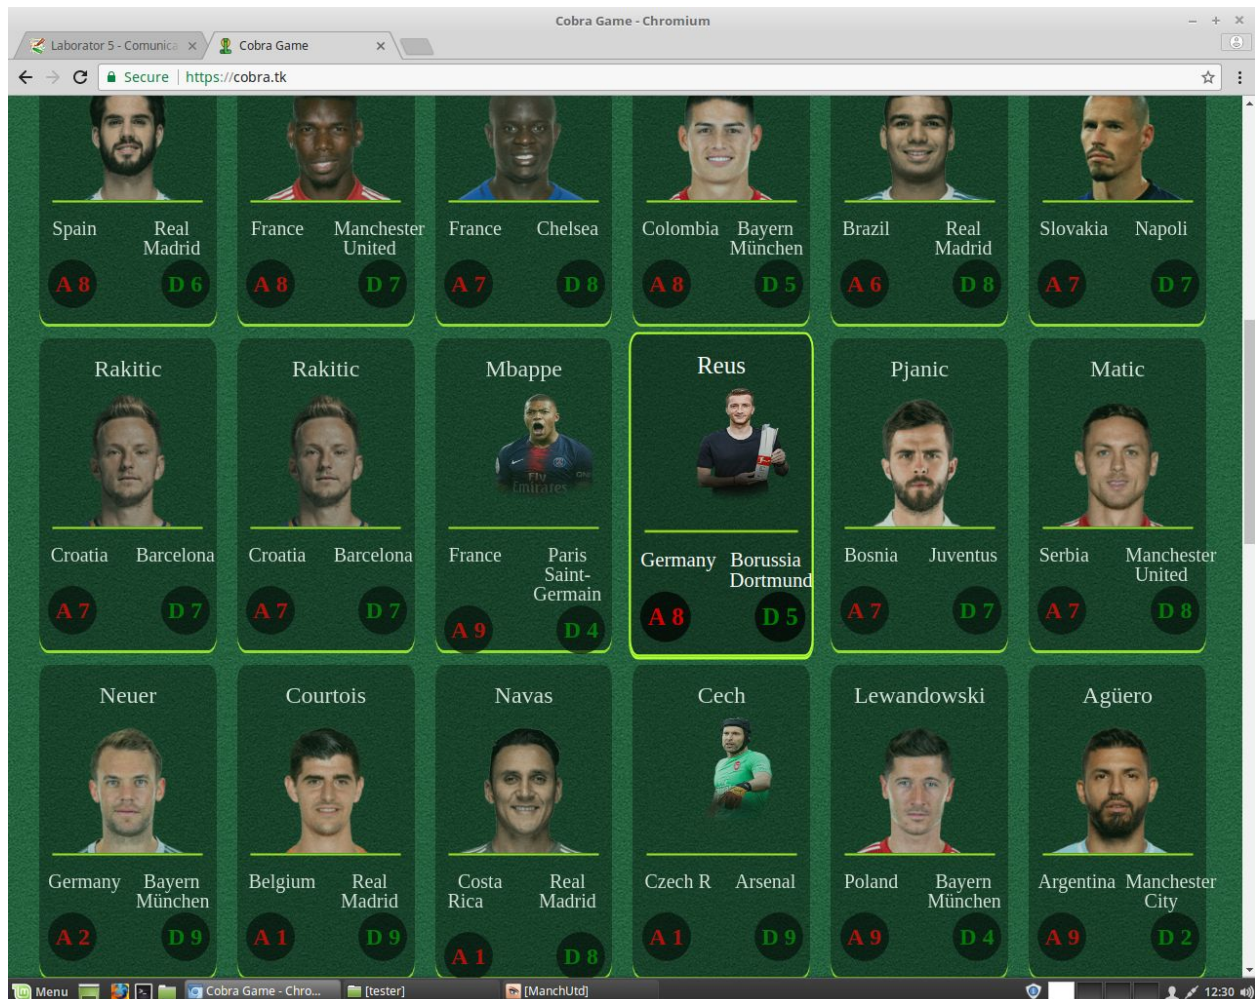 Cobra Game - Chromium
Laborator 5 - Comunica
Cobra Game
Secure | https://cobra.tk
Spain Real Madrid
A 8 D 6
France Manchester United
A 8 D 7
France Chelsea
A 7 D 8
Colombia Bayern München
A 8 D 5
Brazil Real Madrid
A 6 D 8
Slovakia Napoli
A 7 D 7
Rakitic
Croatia Barcelona
A 7 D 7
Rakitic
Croatia Barcelona
A 7 D 7
Mbappe
Fly
Emirates
France Paris Saint-Germain
A 9 D 4
Reus
Germany Borussia Dortmund
A 8 D 5
Pjanic
Bosnia Juventus
A 7 D 7
Matic
Serbia Manchester United
A 7 D 8
Neuer
Germany Bayern München
A 2 D 9
Courtois
Belgium Real Madrid
A 1 D 9
Navas
Costa Rica Real Madrid
A 1 D 8
Cech
Czech R Arsenal
A 1 D 9
Lewandowski
Poland Bayern München
A 9 D 4
Agüero
Argentina Manchester City
A 9 D 2
Menu
Cobra Game - Chro...
[tester]
[ManchUtd]
12:30